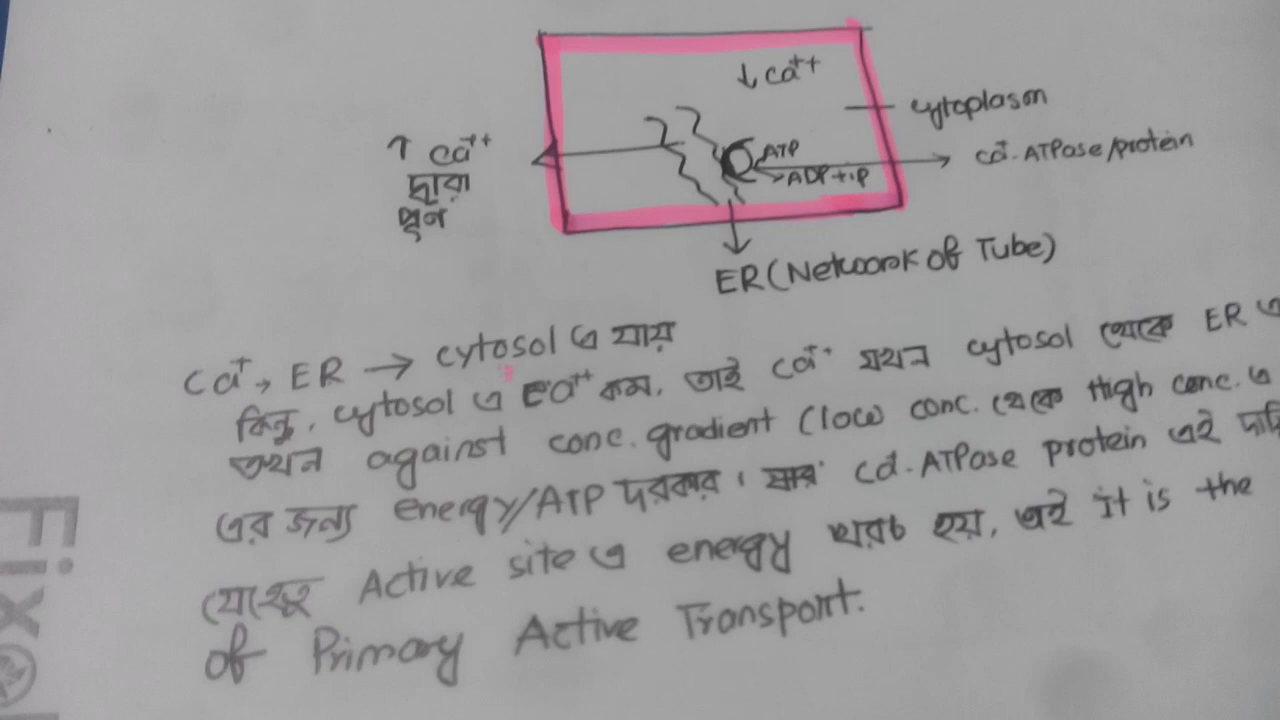 ↓ Ca++
cytoplasm
↑ Ca++
দ্বারা
পূর্ন
ATP
ADP + iP
Ca+-ATPase/protein
ER (Network of Tube)
Ca+, ER → cytosol এ যায়
কিন্তু, cytosol এ Ca++ কম, তাই Ca++ যখন cytosol থেকে ER এ
তখন against conc. gradient (low conc. থেকে High conc. এ
এর জন্য energy/ATP দরকার। Ca+-ATPase protein এই
যেহেতু Active site এ energy খরচ হয়, এই it is the
of Primary Active Transport.
Fix